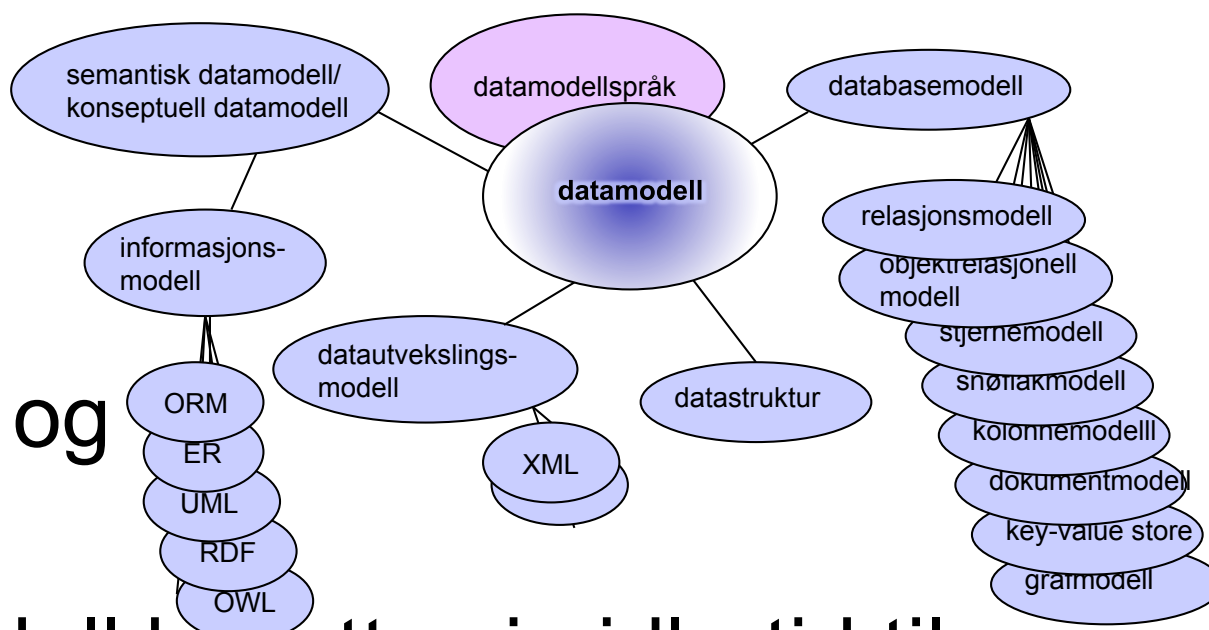 semantisk datamodell/
konseptuell datamodell
datamodellspråk
databasemodell
datamodell
informasjons-
modell
relasjonsmodell
objektrelasjonell
modell
stjernemodell
snøflakmodell
kolonnemodelll
dokumentmodell
key-value store
grafmodell
datautvekslings-
modell
datastruktur
XML
og
ORM
ER
UML
RDF
OWL